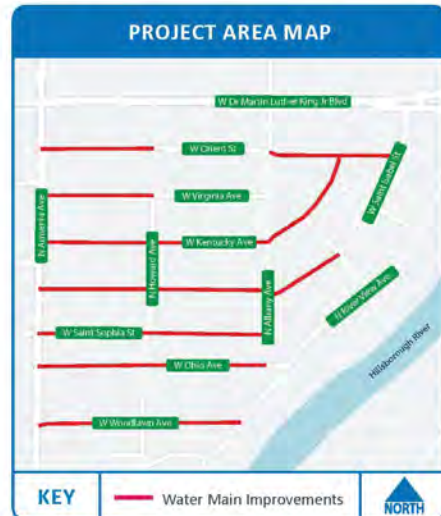 PROJECT AREA MAP
W Dr Martin Luther King Jr Blvd
W Orient St
W Saint Isabel St
W Virginia Ave
N Armenia Ave
N Howard Ave
W Kentucky Ave
N Albany Ave
N River View Ave
W Saint Sophia St
Hillsborough River
W Ohio Ave
W Woodlawn Ave
KEY
Water Main Improvements
NORTH